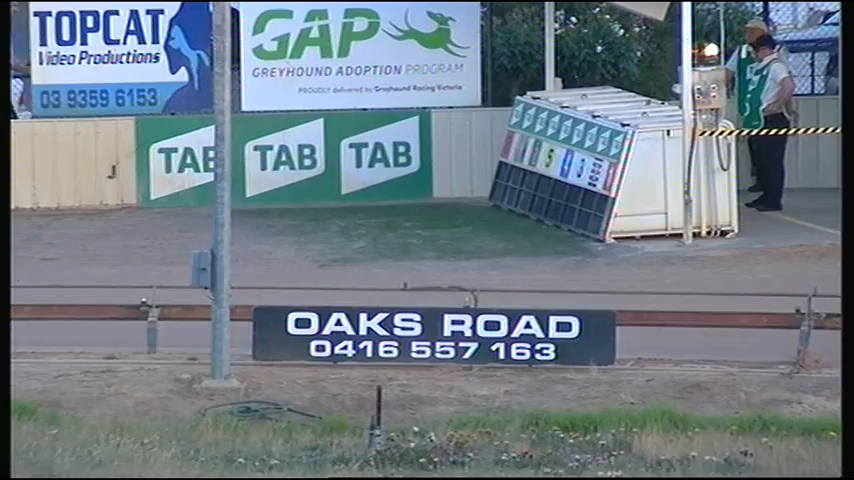 TOPCAT
Video Productions
03 9359 6153
GAP
GREYHOUND ADOPTION PROGRAM
PROUDLY delivered by Greyhound Racing Victoria
TAB
TAB
TAB
OAKS ROAD
0416 557 163